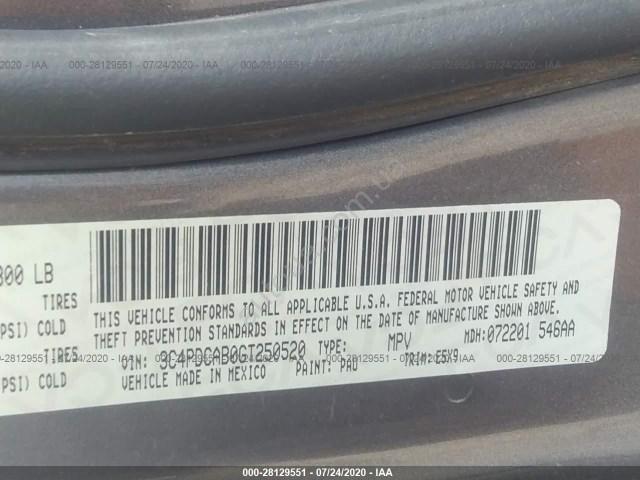 000-28129551 - 07/24/2020 - IAA
000-28129551 - 07/24/2020 - IAA
000-28129551 - 07/24/2020 - IAA
800 LB
TIRES
PSI) COLD
TIRES
PSI) COLD
THIS VEHICLE CONFORMS TO ALL APPLICABLE U.S.A. FEDERAL MOTOR VEHICLE SAFETY AND
THEFT PREVENTION STANDARDS IN EFFECT ON THE DATE OF MANUFACTURE SHOWN ABOVE.
VIN: 3C4PDCAB0GT250520 TYPE: MPV MDH:072201 546AA
VEHICLE MADE IN MEXICO PAINT: PAU TRIM:E5X9
000-28129551 - 07/24/2020 - IAA